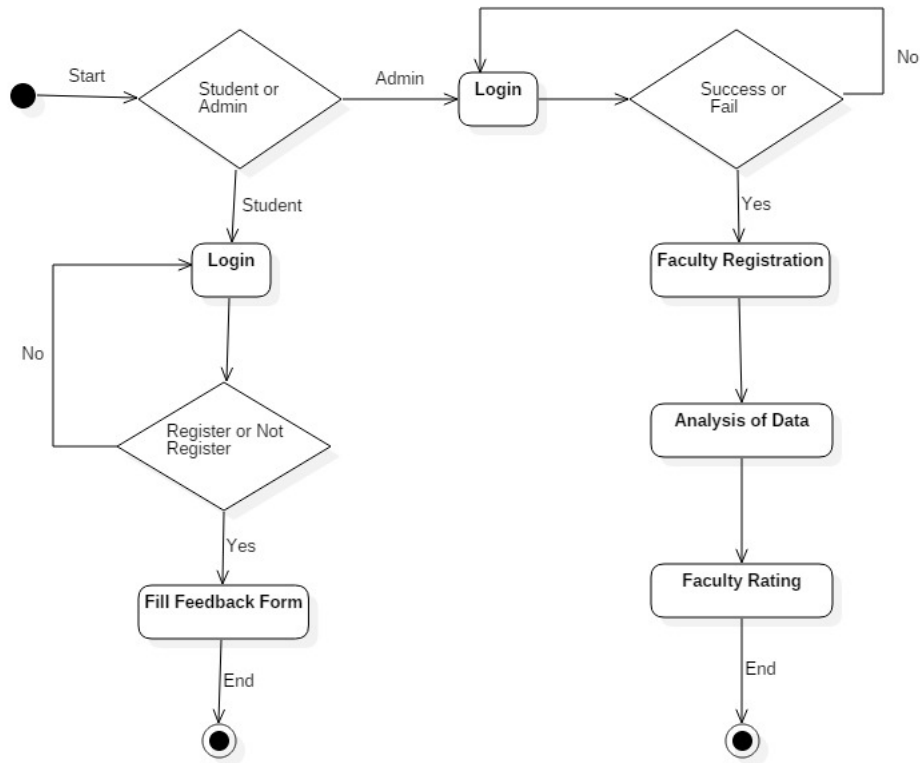 Start
Student or
Admin
Admin
Login
Success or
Fail
No
Student
Yes
Login
Faculty Registration
No
Register or Not
Register
Analysis of Data
Yes
Fill Feedback Form
Faculty Rating
End
End